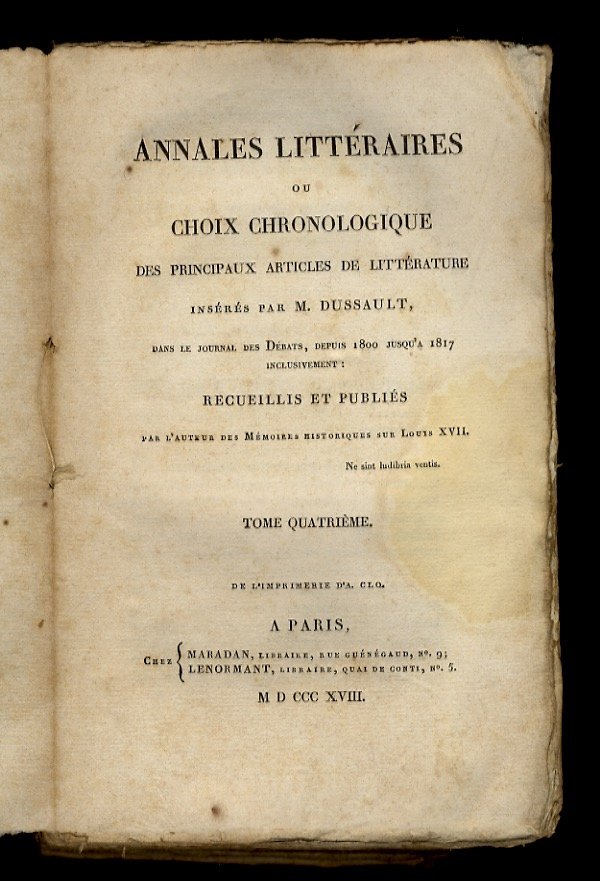 ANNALES LITTÉRAIRES
OU
CHOIX CHRONOLOGIQUE
DES PRINCIPAUX ARTICLES DE LITTÉRATURE
INSÉRÉS PAR M. DUSSAULT,
DANS LE JOURNAL DES DÉBATS, DEPUIS 1800 JUSQU'A 1817
INCLUSIVEMENT :
RECUEILLIS ET PUBLIÉS
PAR L'AUTEUR DES MÉMOIRES HISTORIQUES SUR LOUIS XVII.
Ne sint ludibria ventis.
TOME QUATRIÈME.
DE L'IMPRIMERIE D'A. CLO.
A PARIS,
CHEZ { MARADAN, LIBRAIRE, RUE GUÉNÉGAUD, Nº. 9;
LENORMANT, LIBRAIRE, QUAI DE CONTI, Nº. 5.
M D CCC XVIII.